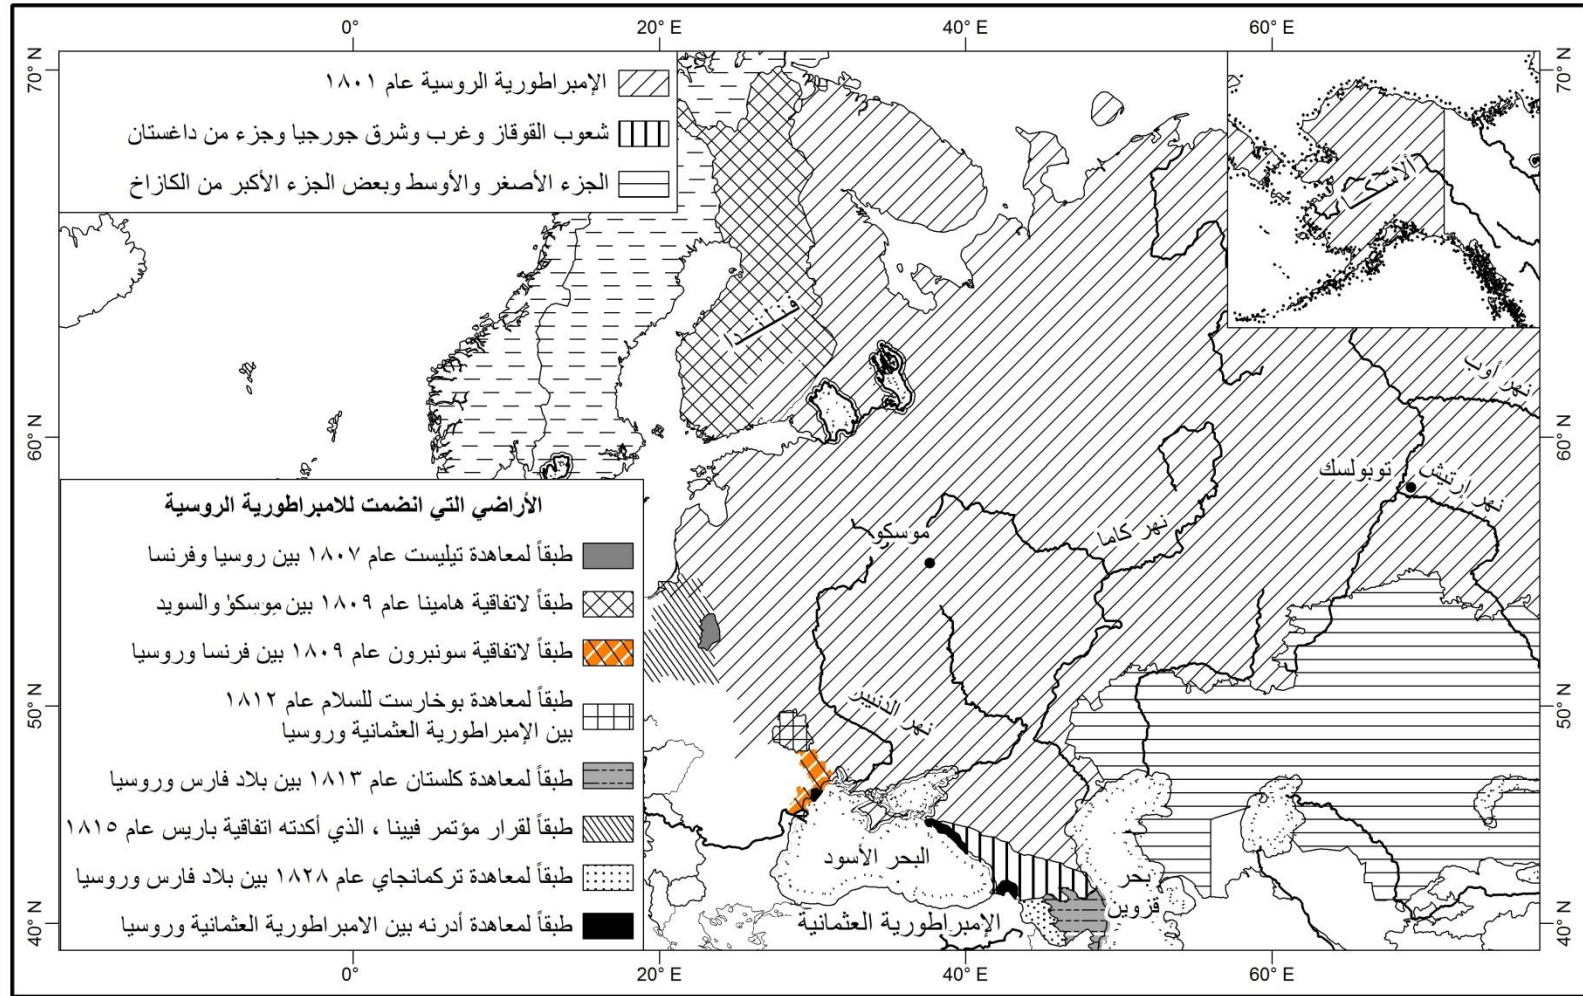 0° 20° E 40° E 60° E
70° N
70° N
الإمبراطورية الروسية عام ١٨٠١
شعوب القوقاز وغرب وشرق جورجيا وجزء من داغستان
الجزء الأصغر والأوسط وبعض الجزء الأكبر من الكازاخ
نهر أوب
60° N
60° N
نهر إرتيش
توبولسك
نهر كاما
موسكو
الأراضي التي انضمت للامبراطورية الروسية
طبقاً لمعاهدة تيليست عام ١٨٠٧ بين روسيا وفرنسا
طبقاً لاتفاقية هامينا عام ١٨٠٩ بين موسكو والسويد
طبقاً لاتفاقية سونبرون عام ١٨٠٩ بين فرنسا وروسيا
طبقاً لمعاهدة بوخارست للسلام عام ١٨١٢
بين الإمبراطورية العثمانية وروسيا
طبقاً لمعاهدة كلستان عام ١٨١٣ بين بلاد فارس وروسيا
طبقاً لقرار مؤتمر فيينا ، الذي أكدته اتفاقية باريس عام ١٨١٥
طبقاً لمعاهدة تركمانجاي عام ١٨٢٨ بين بلاد فارس وروسيا
طبقاً لمعاهدة أدرنه بين الامبراطورية العثمانية وروسيا
50° N
50° N
نهر الدنيبر
البحر الأسود
بحر
قزوين
الإمبراطورية العثمانية
40° N
40° N
0° 20° E 40° E 60° E